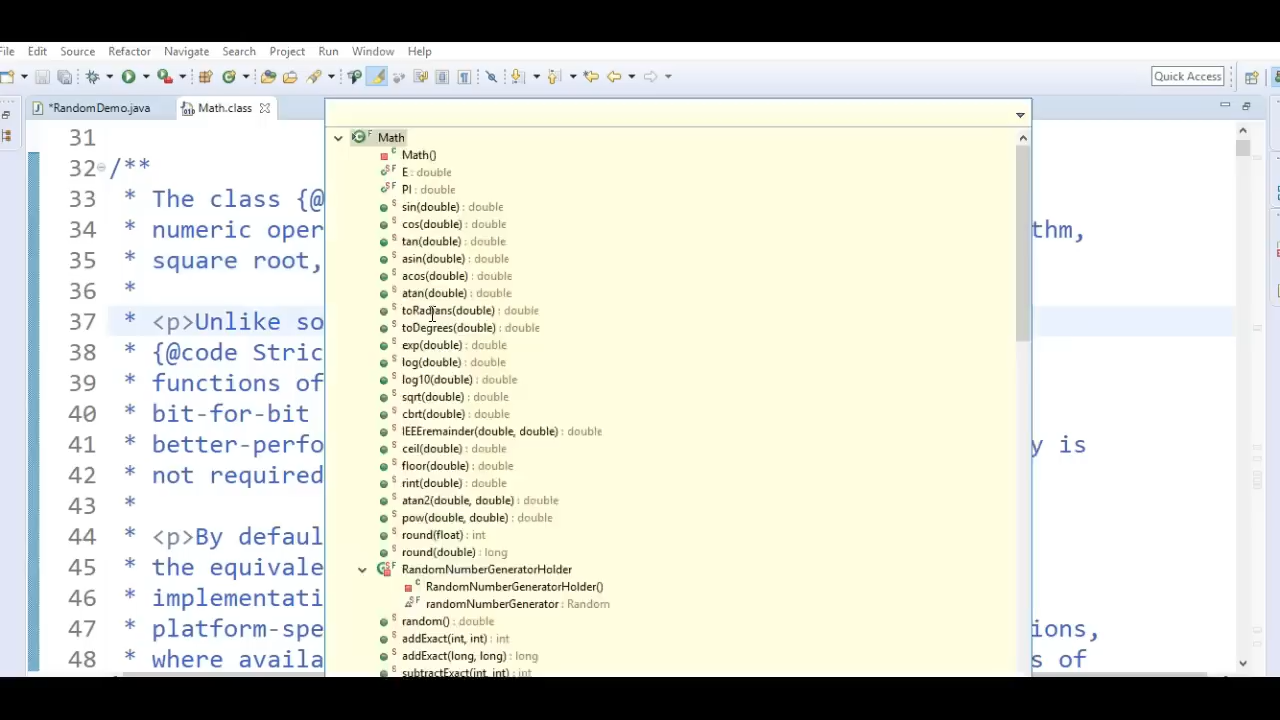 File Edit Source Refactor Navigate Search Project Run Window Help
Quick Access
*RandomDemo.java Math.class
31
32 /**
33 * The class {@
34 * numeric oper thm,
35 * square root,
36 *
37 * <p>Unlike so
38 * {@code Stric
39 * functions of
40 * bit-for-bit
41 * better-perfo y is
42 * not required
43 *
44 * <p>By defaul
45 * the equivale
46 * implementati
47 * platform-spe ions,
48 * where availa s of
Math
Math()
E : double
PI : double
sin(double) : double
cos(double) : double
tan(double) : double
asin(double) : double
acos(double) : double
atan(double) : double
toRadians(double) : double
toDegrees(double) : double
exp(double) : double
log(double) : double
log10(double) : double
sqrt(double) : double
cbrt(double) : double
IEEEremainder(double, double) : double
ceil(double) : double
floor(double) : double
rint(double) : double
atan2(double, double) : double
pow(double, double) : double
round(float) : int
round(double) : long
RandomNumberGeneratorHolder
RandomNumberGeneratorHolder()
randomNumberGenerator : Random
random() : double
addExact(int, int) : int
addExact(long, long) : long
subtractExact(int, int) : int